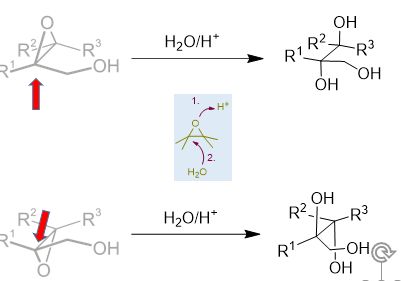 O
R² R³ H₂O/H⁺ OH
R¹ OH R² R³
R¹ OH
OH
1. H⁺
O
2.
H₂O
R² R³ H₂O/H⁺ OH
R² R³
R¹ OH R¹ OH
O OH